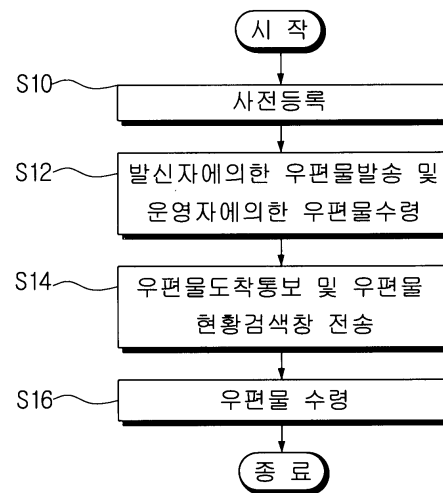 시 작
S10
사전등록
S12
발신자에의한 우편물발송 및
운영자에의한 우편물수령
S14
우편물도착통보 및 우편물
현황검색창 전송
S16
우편물 수령
종 료